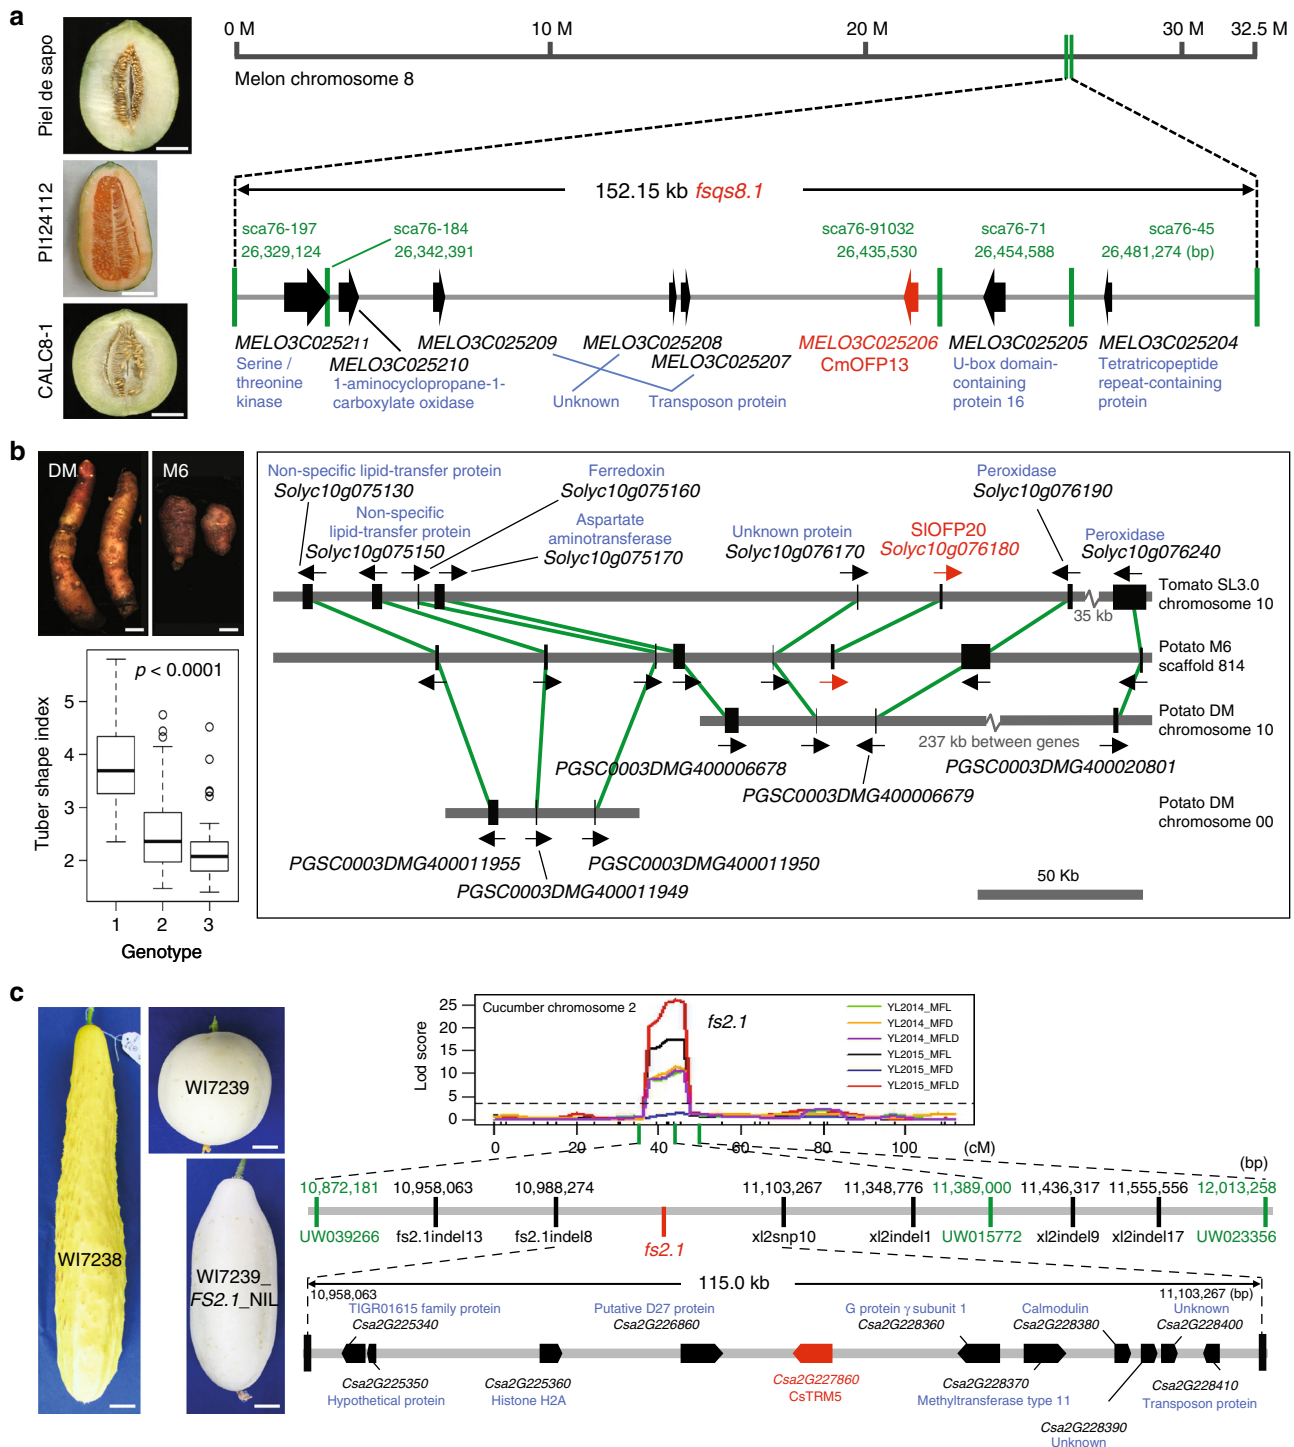 a
Piel de sapo
PI124112
CALC8-1
0 M
10 M
20 M
30 M
32.5 M
Melon chromosome 8
152.15 kb fsqs8.1
sca76-197
26,329,124
sca76-184
26,342,391
sca76-91032
26,435,530
sca76-71
26,454,588
sca76-45
26,481,274 (bp)
MELO3C025211
Serine /
threonine
kinase
MELO3C025210
1-aminocyclopropane-1-
carboxylate oxidase
MELO3C025209
MELO3C025208
MELO3C025207
Unknown
Transposon protein
MELO3C025206
CmOFP13
MELO3C025205
U-box domain-
containing
protein 16
MELO3C025204
Tetratricopeptide
repeat-containing
protein
b
DM
M6
p < 0.0001
Tuber shape index
5
4
3
2
1
2
3
Genotype
Non-specific lipid-transfer protein
Solyc10g075130
Non-specific
lipid-transfer protein
Solyc10g075150
Ferredoxin
Solyc10g075160
Aspartate
aminotransferase
Solyc10g075170
Unknown protein
Solyc10g076170
SlOFP20
Solyc10g076180
Peroxidase
Solyc10g076190
Peroxidase
Solyc10g076240
35 kb
Tomato SL3.0
chromosome 10
Potato M6
scaffold 814
Potato DM
chromosome 10
237 kb between genes
PGSC0003DMG400006678
PGSC0003DMG400006679
PGSC0003DMG400020801
Potato DM
chromosome 00
PGSC0003DMG400011955
PGSC0003DMG400011949
PGSC0003DMG400011950
50 Kb
c
WI7238
WI7239
WI7239_
FS2.1_NIL
Lod score
25
20
15
10
5
0
Cucumber chromosome 2
fs2.1
YL2014_MFL
YL2014_MFD
YL2014_MFLD
YL2015_MFL
YL2015_MFD
YL2015_MFLD
0
20
40
60
80
100
(cM)
(bp)
10,872,181
10,958,063
10,988,274
11,103,267
11,348,776
11,389,000
11,436,317
11,555,556
12,013,258
UW039266
fs2.1indel13
fs2.1indel8
fs2.1
xl2snp10
xl2indel1
UW015772
xl2indel9
xl2indel17
UW023356
115.0 kb
10,958,063
11,103,267 (bp)
TIGR01615 family protein
Csa2G225340
Putative D27 protein
Csa2G226860
G protein γ subunit 1
Csa2G228360
Calmodulin
Csa2G228380
Unknown
Csa2G228400
Csa2G225350
Hypothetical protein
Csa2G225360
Histone H2A
Csa2G227860
CsTRM5
Csa2G228370
Methyltransferase type 11
Csa2G228410
Transposon protein
Csa2G228390
Unknown